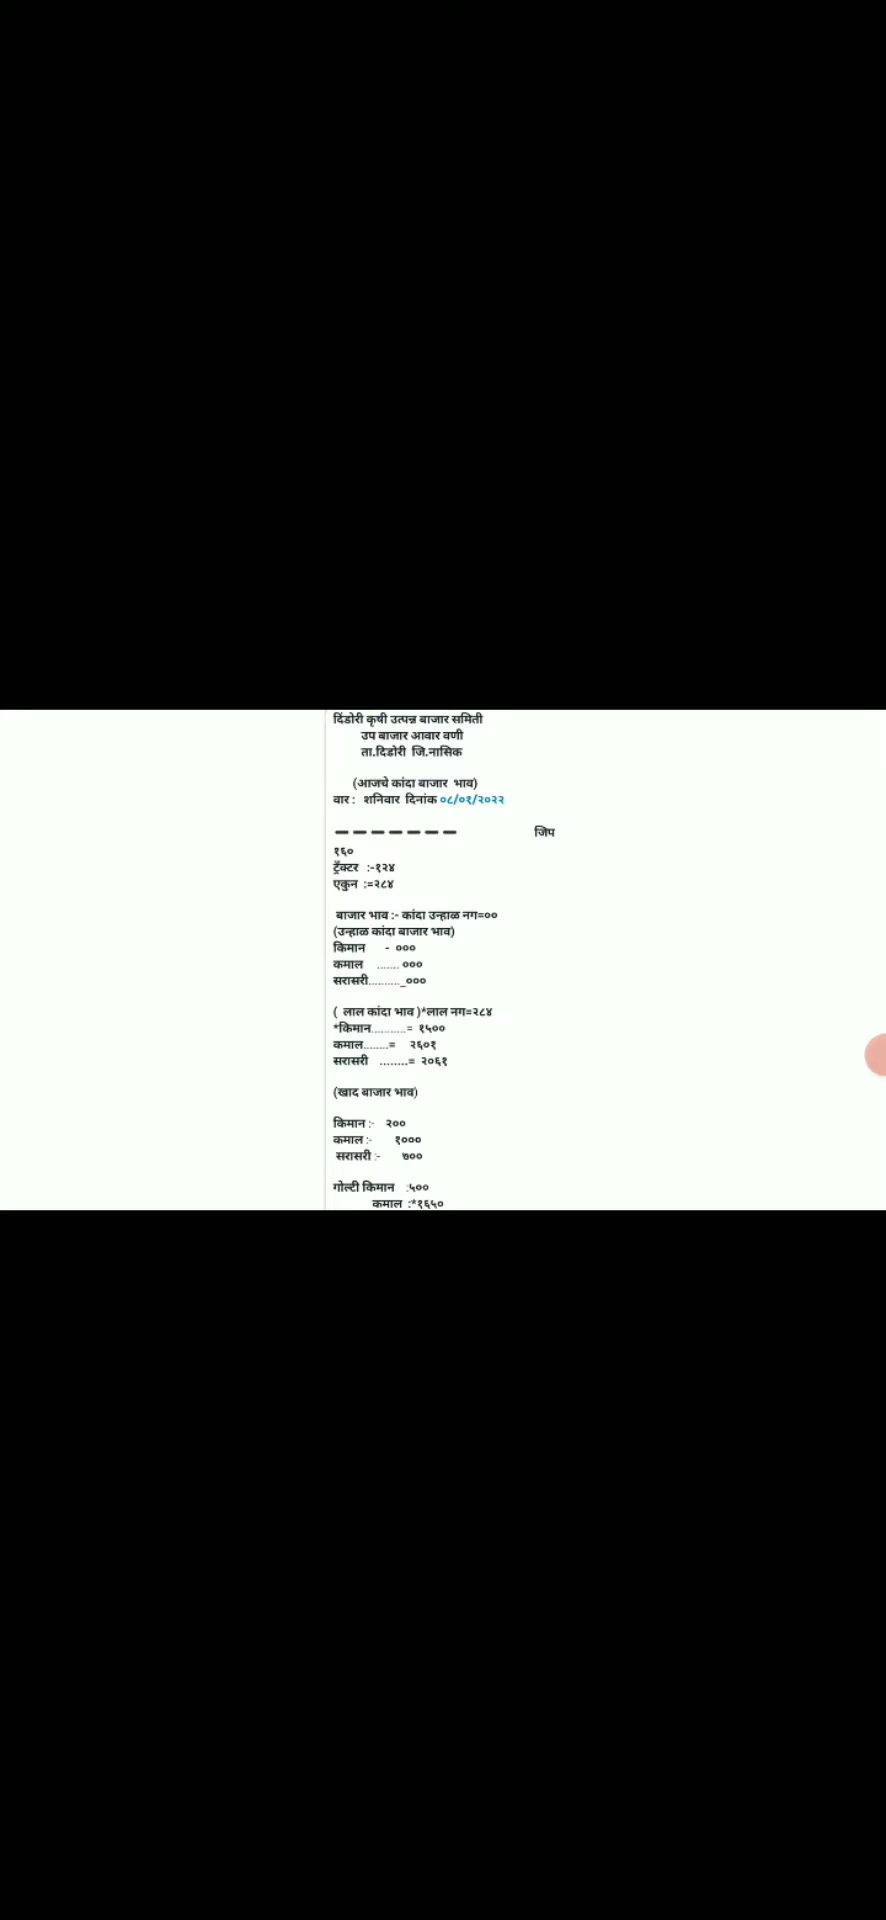 दिंडोरी कृषी उत्पन्न बाजार समिती
उप बाजार आवार वणी
ता.दिडोरी जि.नासिक
(आजचे कांदा बाजार भाव)
वार : शनिवार दिनांक ०८/०१/२०२२
— — — — — — — जिप
१६०
ट्रॅक्टर :-१२४
एकुन :=२८४
बाजार भाव :- कांदा उन्हाळ नग=००
(उन्हाळ कांदा बाजार भाव)
किमान - ०००
कमाल ....... ०००
सरासरी.........._०००
( लाल कांदा भाव )*लाल नग=२८४
*किमान...........= १५००
कमाल........= २६०१
सरासरी ........= २०६१
(खाद बाजार भाव)
किमान :- २००
कमाल :- १०००
सरासरी :- ७००
गोल्टी किमान :५००
कमाल :*१६५०